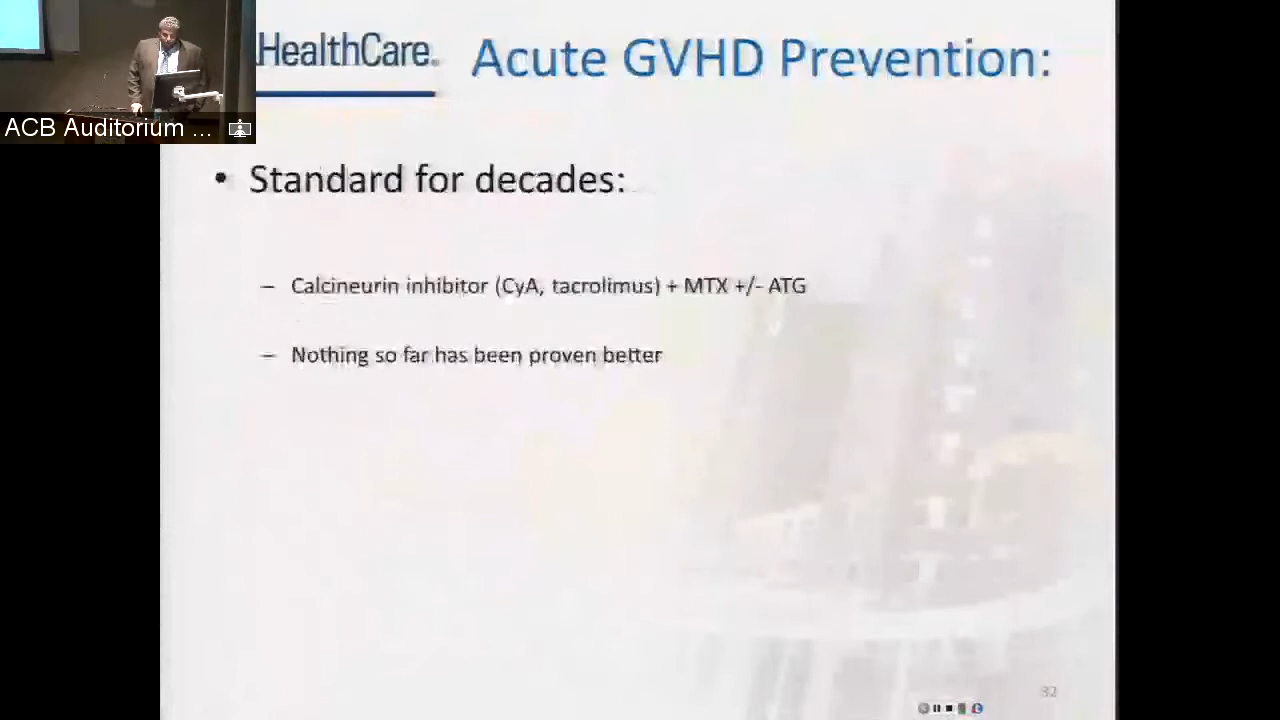 HealthCare®
Acute GVHD Prevention:
ACB Auditorium ...
• Standard for decades:
– Calcineurin inhibitor (CyA, tacrolimus) + MTX +/- ATG
– Nothing so far has been proven better
32